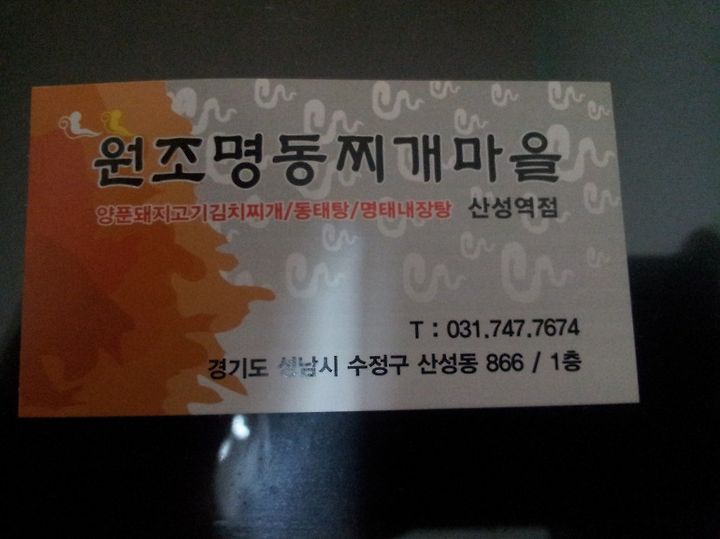 원조명동찌개마을
양푼돼지고기김치찌개/동태탕/명태내장탕 산성역점
T : 031.747.7674
경기도 성남시 수정구 산성동 866 / 1층